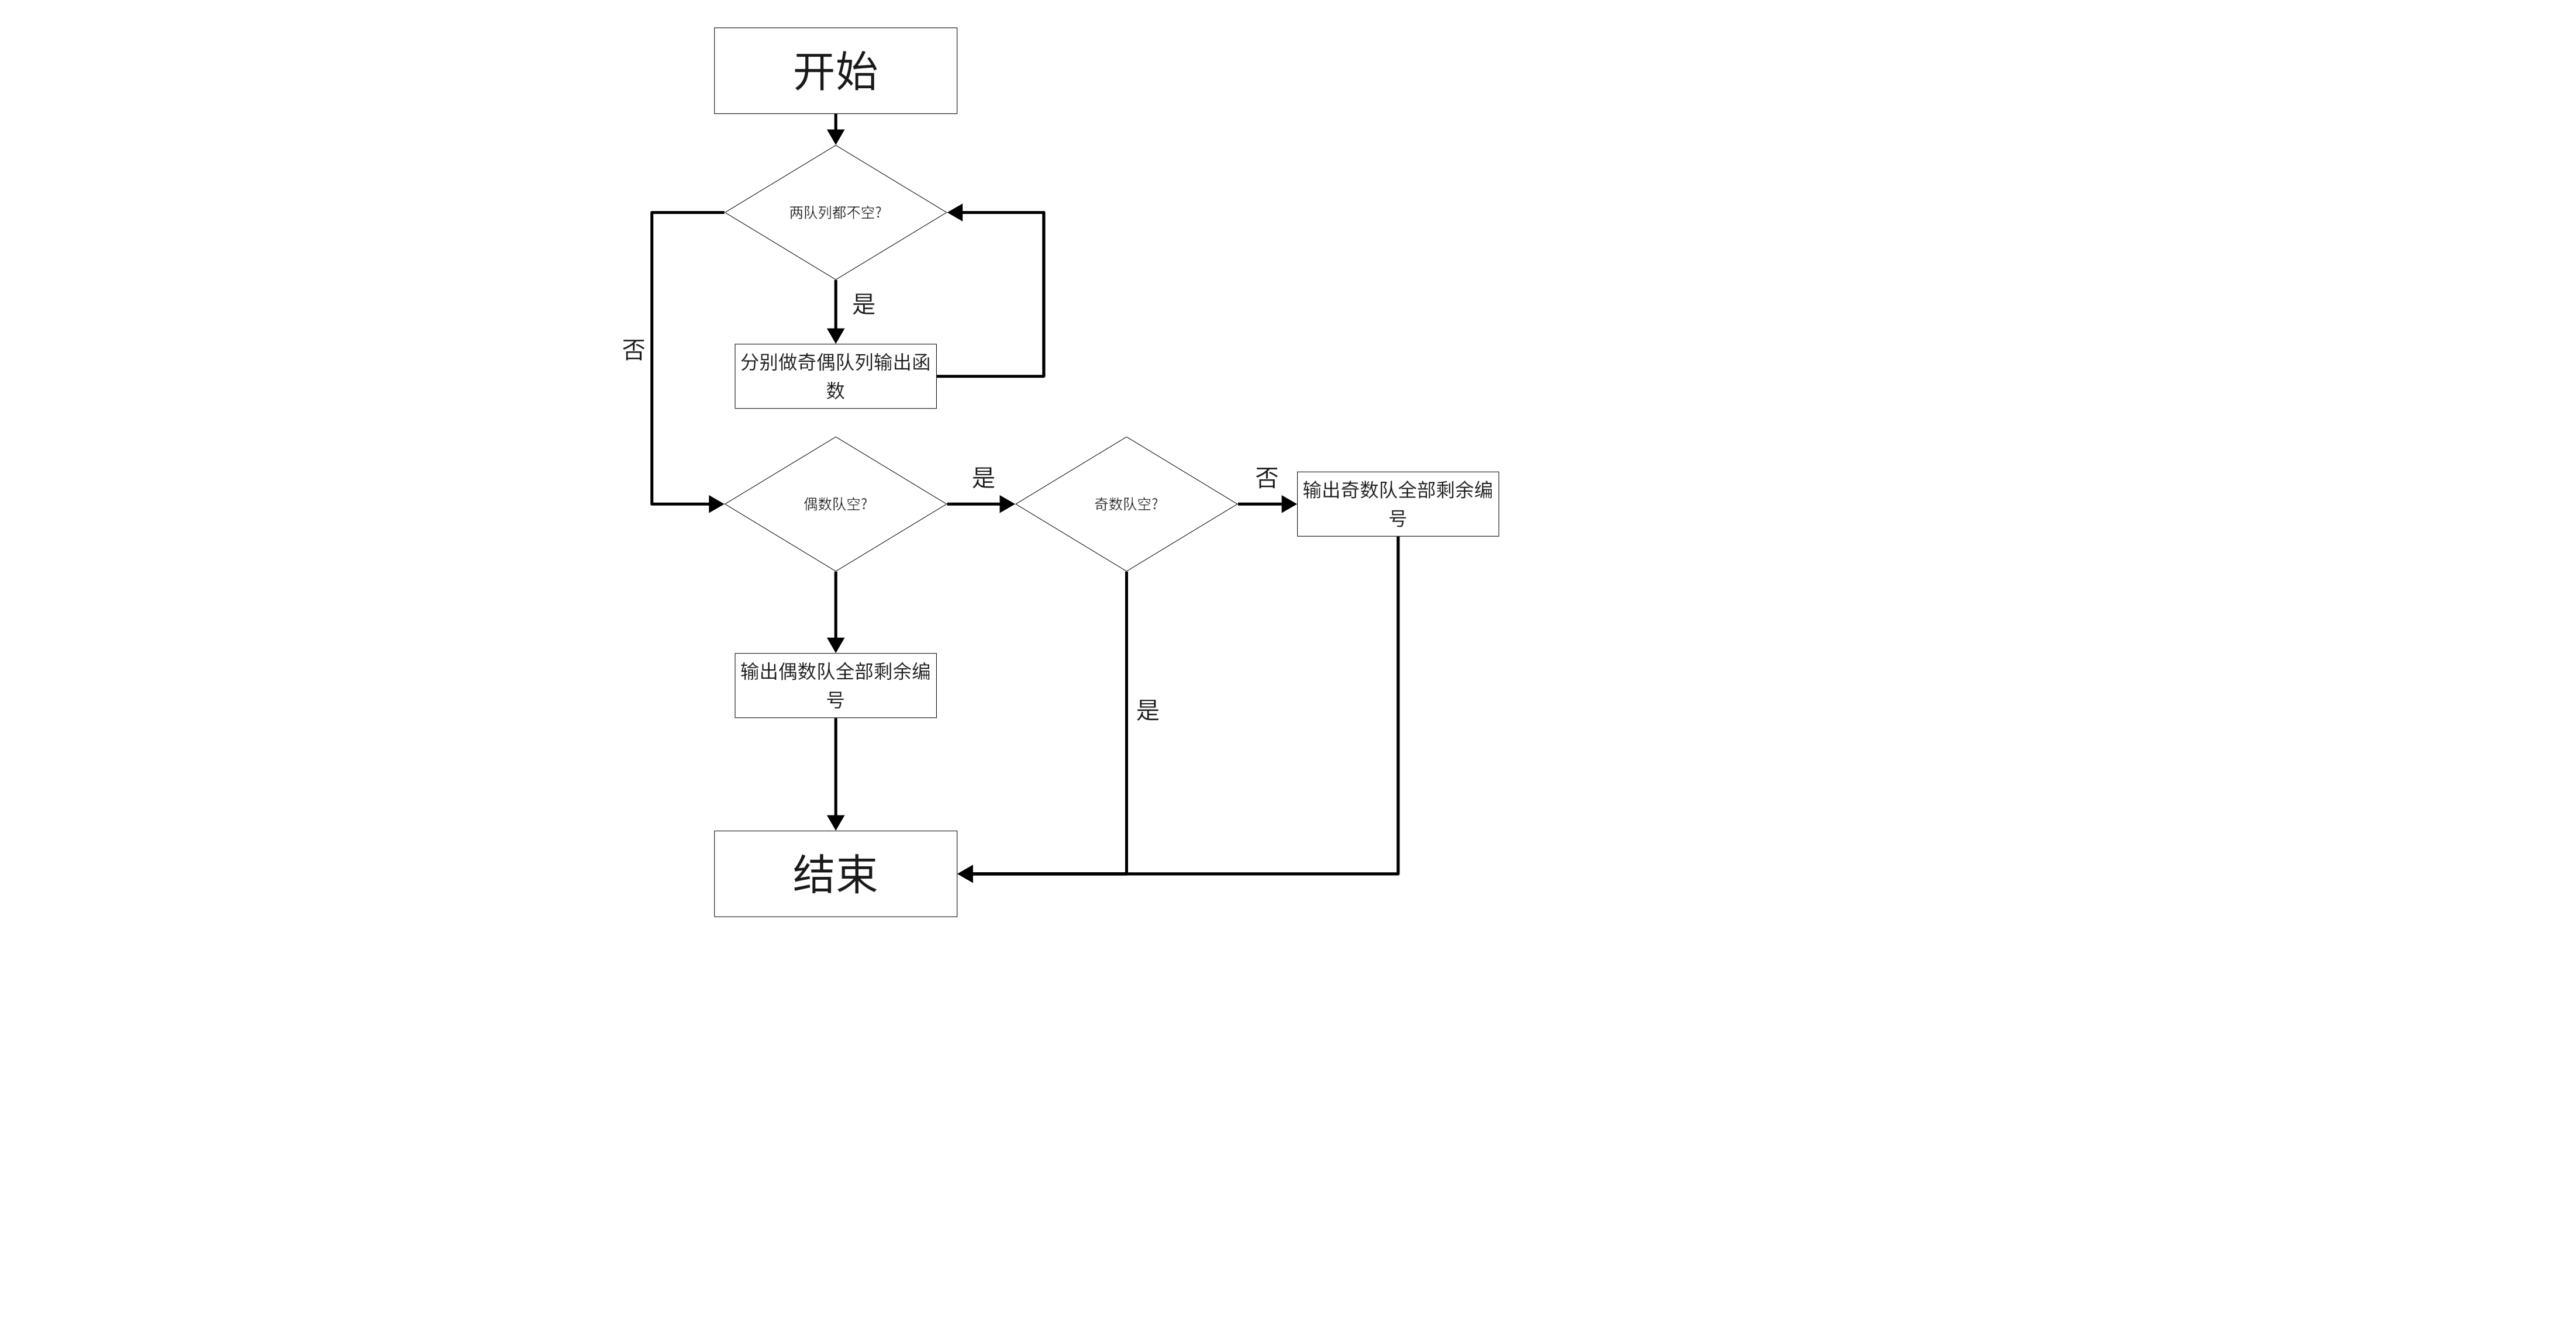 开始
两队列都不空?
是
否
分别做奇偶队列输出函
数
偶数队空?
是
奇数队空?
否
输出奇数队全部剩余编
号
输出偶数队全部剩余编
号
是
结束